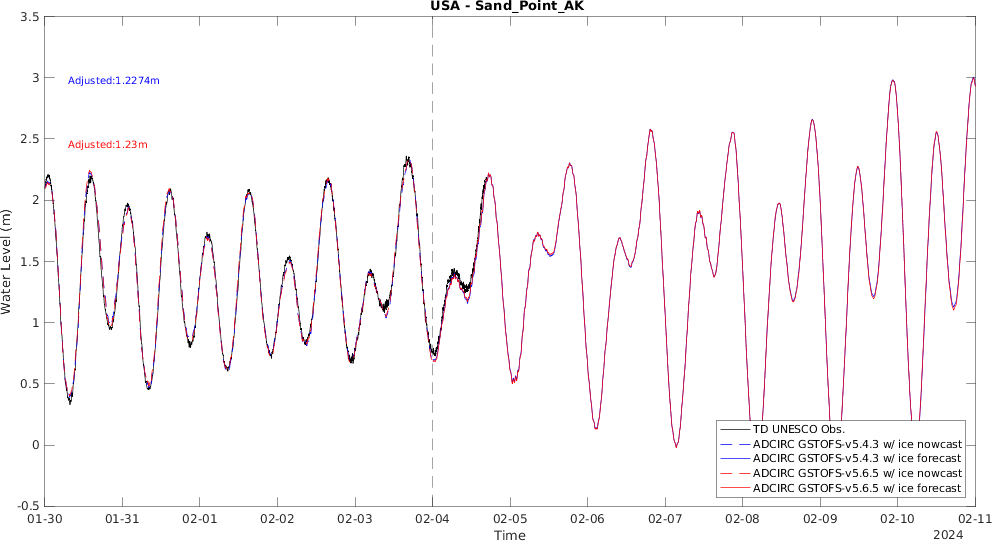 USA - Sand_Point_AK
3.5
3
2.5
2
1.5
1
0.5
0
-0.5
Water Level (m)
Adjusted:1.2274m
Adjusted:1.23m
TD UNESCO Obs.
ADCIRC GSTOFS-v5.4.3 w/ ice nowcast
ADCIRC GSTOFS-v5.4.3 w/ ice forecast
ADCIRC GSTOFS-v5.6.5 w/ ice nowcast
ADCIRC GSTOFS-v5.6.5 w/ ice forecast
01-30 01-31 02-01 02-02 02-03 02-04 02-05 02-06 02-07 02-08 02-09 02-10 02-11
Time
2024